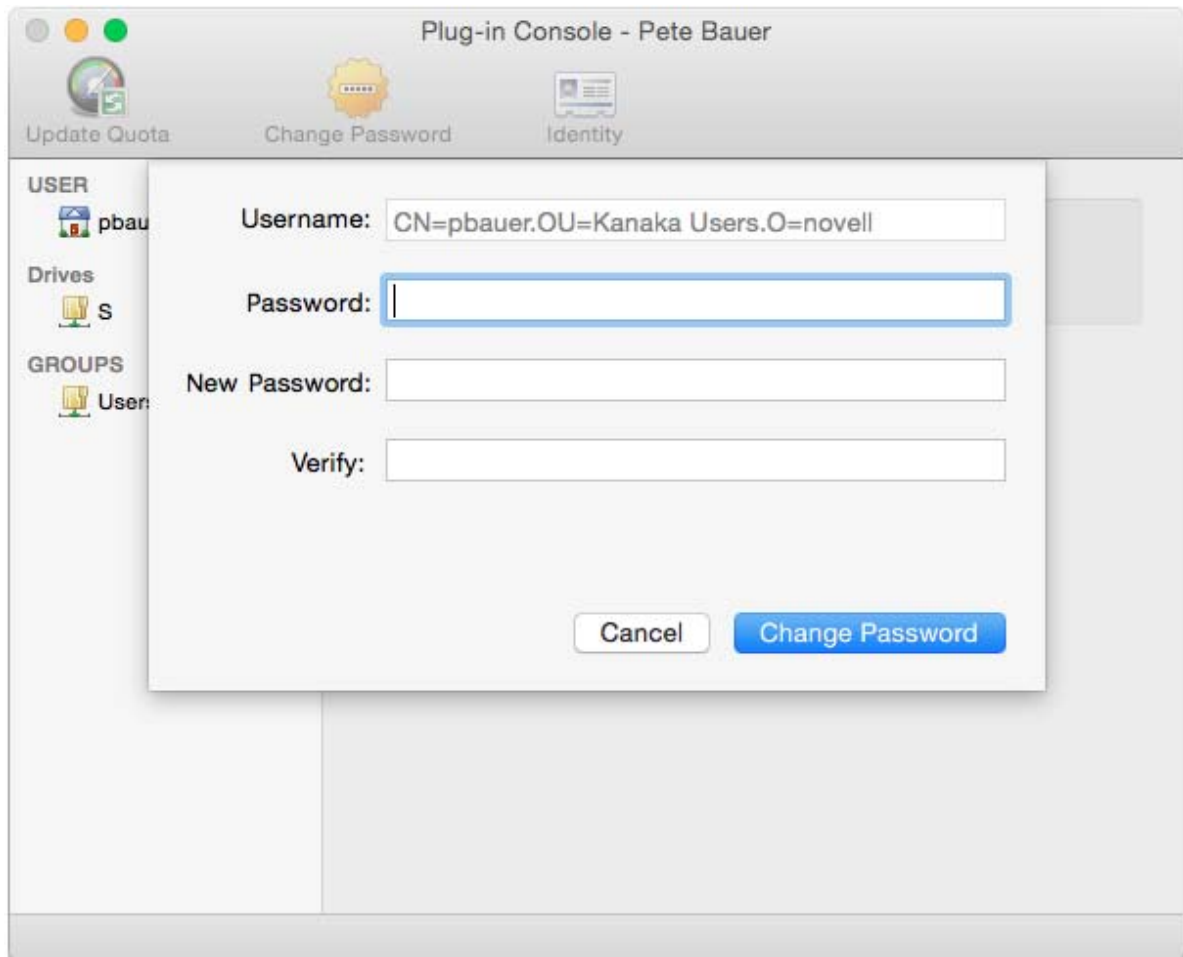 Plug-in Console - Pete Bauer
Update Quota
Change Password
Identity
USER
pbau
Drives
S
GROUPS
Users
Username: CN=pbauer.OU=Kanaka Users.O=novell
Password:
New Password:
Verify:
Cancel
Change Password